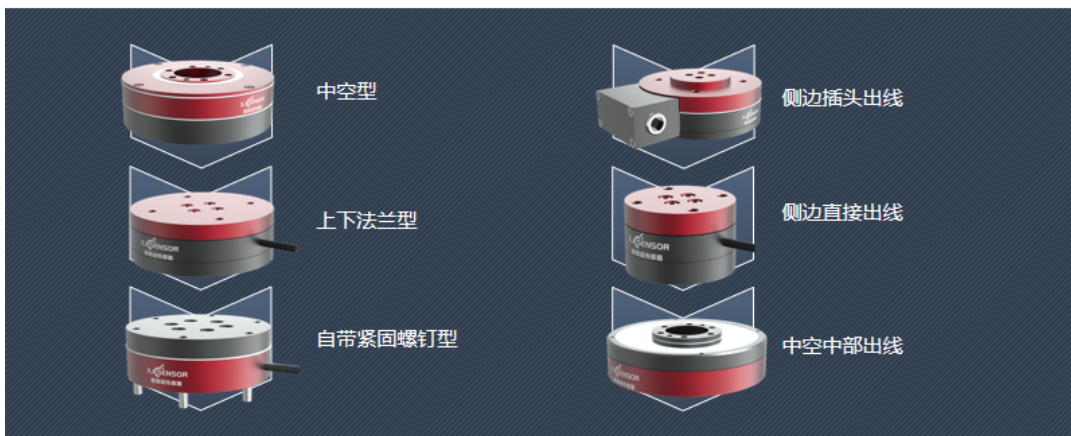 中空型
侧边插头出线
上下法兰型
侧边直接出线
自带紧固螺钉型
中空中部出线